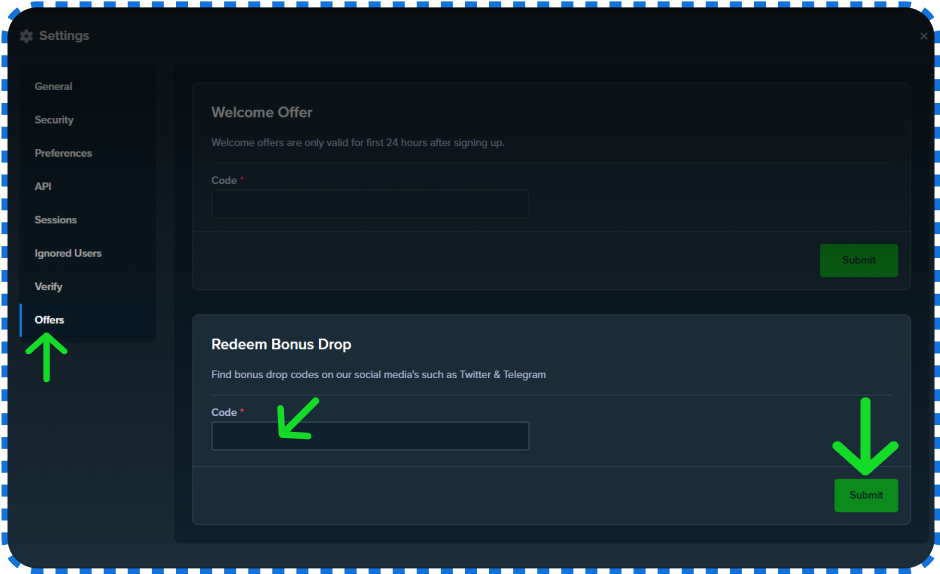 Settings
General
Security
Preferences
API
Sessions
Ignored Users
Verify
Offers
Welcome Offer
Welcome offers are only valid for first 24 hours after signing up.
Code *
Submit
Redeem Bonus Drop
Find bonus drop codes on our social media's such as Twitter & Telegram
Code *
Submit